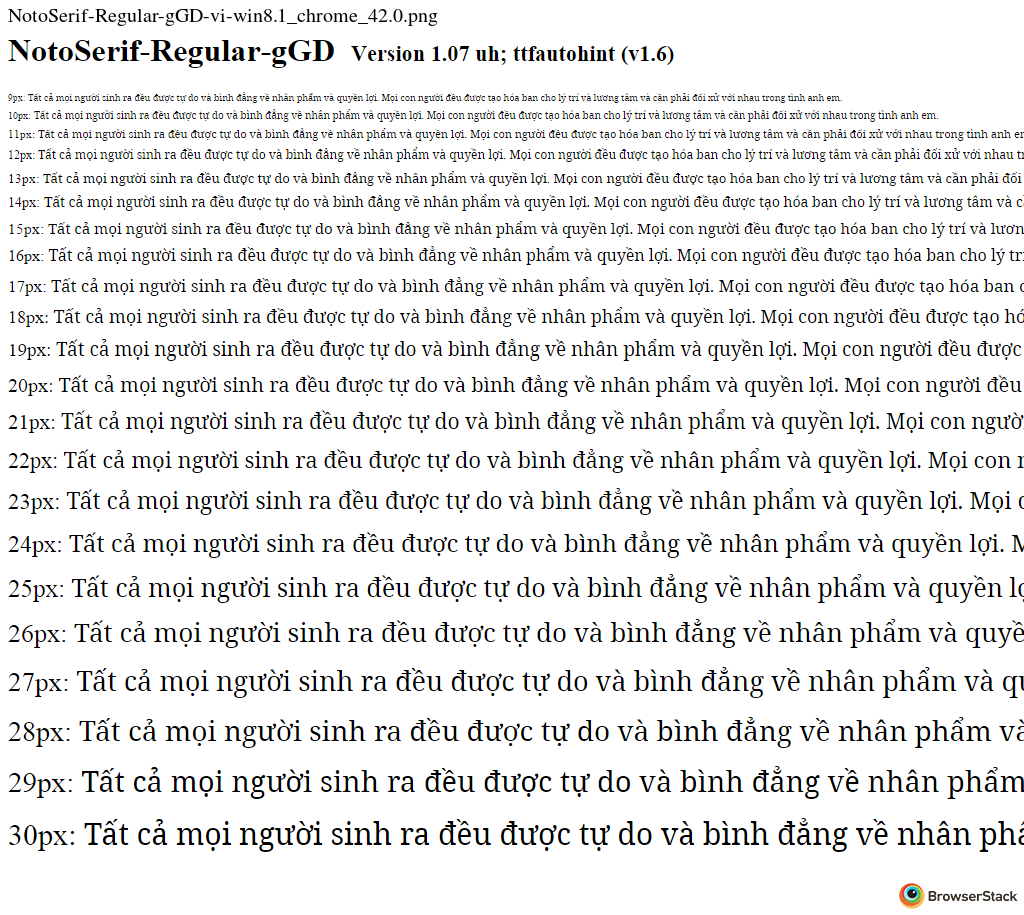 NotoSerif-Regular-gGD-vi-win8.1_chrome_42.0.png
NotoSerif-Regular-gGD Version 1.07 uh; ttfautohint (v1.6)
9px: Tất cả mọi người sinh ra đều được tự do và bình đẳng về nhân phẩm và quyền lợi. Mọi con người đều được tạo hóa ban cho lý trí và lương tâm và cần phải đối xử với nhau trong tình anh em.
10px: Tất cả mọi người sinh ra đều được tự do và bình đẳng về nhân phẩm và quyền lợi. Mọi con người đều được tạo hóa ban cho lý trí và lương tâm và cần phải đối xử với nhau trong tình anh em.
11px: Tất cả mọi người sinh ra đều được tự do và bình đẳng về nhân phẩm và quyền lợi. Mọi con người đều được tạo hóa ban cho lý trí và lương tâm và cần phải đối xử với nhau trong tình anh em
12px: Tất cả mọi người sinh ra đều được tự do và bình đẳng về nhân phẩm và quyền lợi. Mọi con người đều được tạo hóa ban cho lý trí và lương tâm và cần phải đối xử với nhau
13px: Tất cả mọi người sinh ra đều được tự do và bình đẳng về nhân phẩm và quyền lợi. Mọi con người đều được tạo hóa ban cho lý trí và lương tâm và cần phải đối
14px: Tất cả mọi người sinh ra đều được tự do và bình đẳng về nhân phẩm và quyền lợi. Mọi con người đều được tạo hóa ban cho lý trí và lương tâm và
15px: Tất cả mọi người sinh ra đều được tự do và bình đẳng về nhân phẩm và quyền lợi. Mọi con người đều được tạo hóa ban cho lý trí và lươn
16px: Tất cả mọi người sinh ra đều được tự do và bình đẳng về nhân phẩm và quyền lợi. Mọi con người đều được tạo hóa ban cho lý tr
17px: Tất cả mọi người sinh ra đều được tự do và bình đẳng về nhân phẩm và quyền lợi. Mọi con người đều được tạo hóa ban
18px: Tất cả mọi người sinh ra đều được tự do và bình đẳng về nhân phẩm và quyền lợi. Mọi con người đều được tạo hó
19px: Tất cả mọi người sinh ra đều được tự do và bình đẳng về nhân phẩm và quyền lợi. Mọi con người đều được
20px: Tất cả mọi người sinh ra đều được tự do và bình đẳng về nhân phẩm và quyền lợi. Mọi con người đều
21px: Tất cả mọi người sinh ra đều được tự do và bình đẳng về nhân phẩm và quyền lợi. Mọi con ngườ
22px: Tất cả mọi người sinh ra đều được tự do và bình đẳng về nhân phẩm và quyền lợi. Mọi con
23px: Tất cả mọi người sinh ra đều được tự do và bình đẳng về nhân phẩm và quyền lợi. Mọi
24px: Tất cả mọi người sinh ra đều được tự do và bình đẳng về nhân phẩm và quyền lợi.
25px: Tất cả mọi người sinh ra đều được tự do và bình đẳng về nhân phẩm và quyền lợ
26px: Tất cả mọi người sinh ra đều được tự do và bình đẳng về nhân phẩm và quyề
27px: Tất cả mọi người sinh ra đều được tự do và bình đẳng về nhân phẩm và qu
28px: Tất cả mọi người sinh ra đều được tự do và bình đẳng về nhân phẩm và
29px: Tất cả mọi người sinh ra đều được tự do và bình đẳng về nhân phẩm
30px: Tất cả mọi người sinh ra đều được tự do và bình đẳng về nhân phẩ
BrowserStack